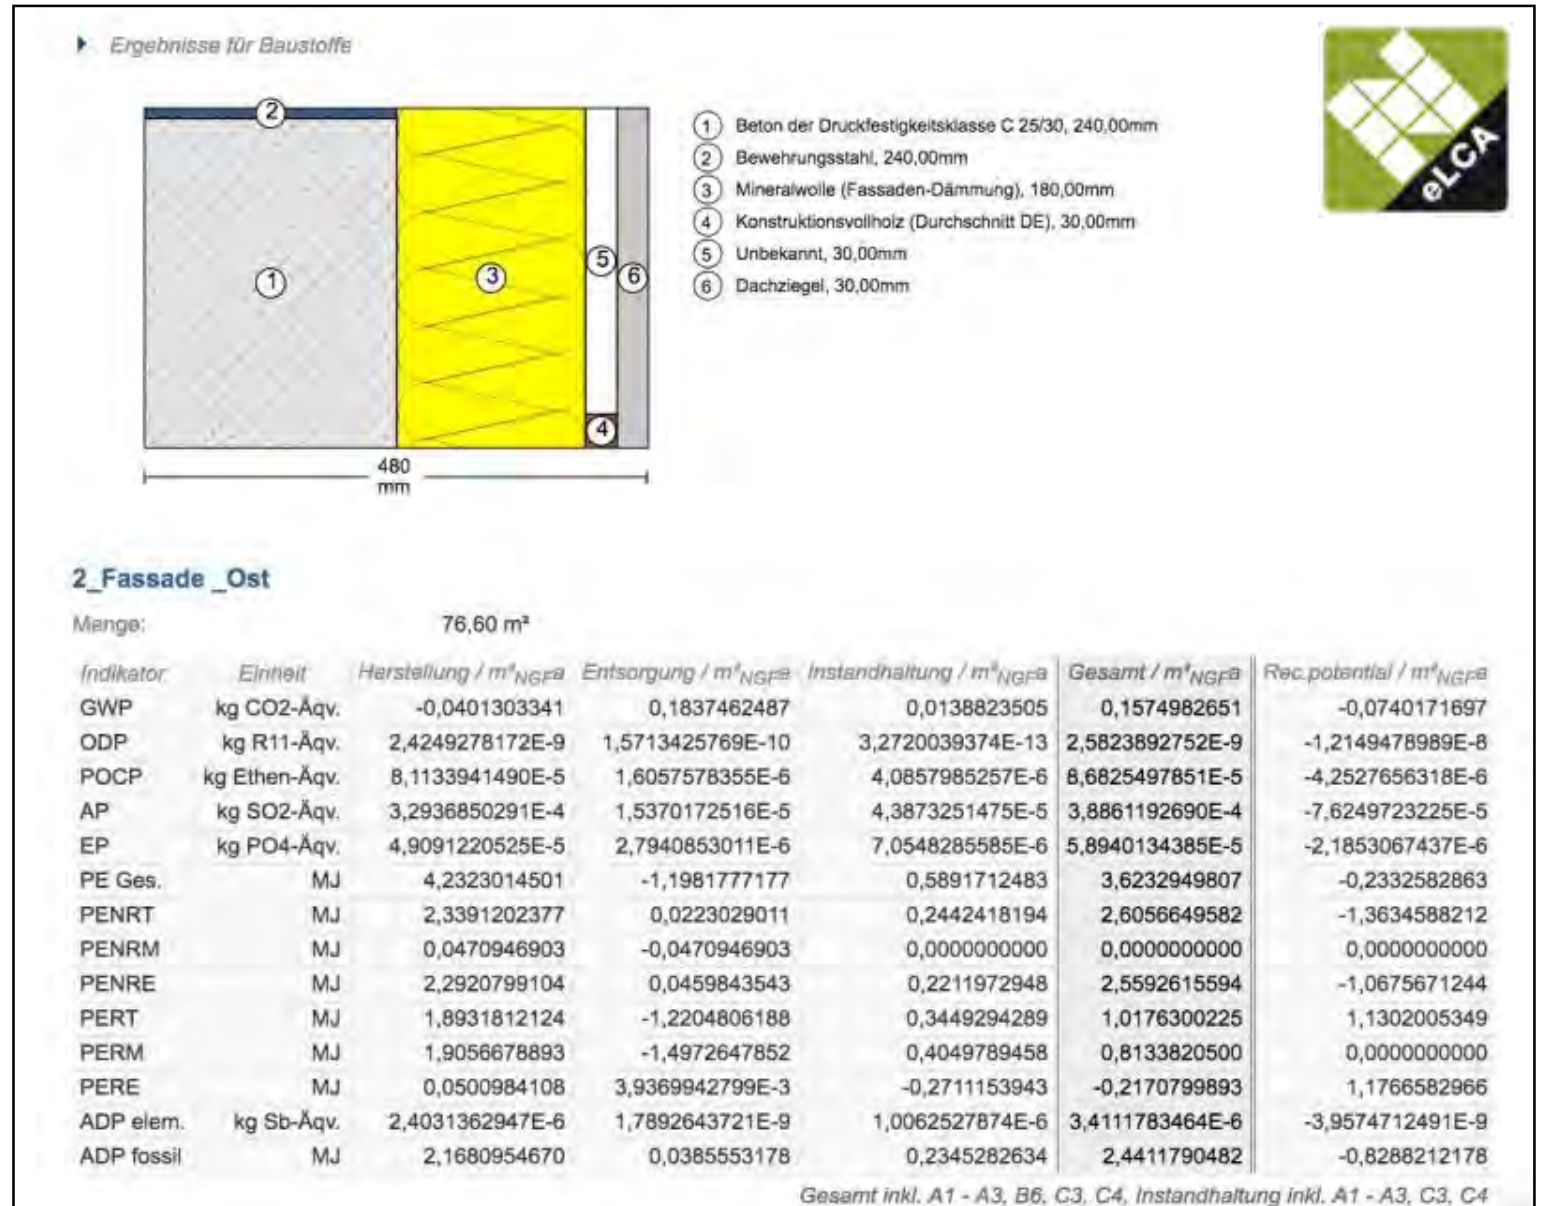 Ergebnisse für Baustoffe
eLCA
2
1
3
5
6
4
480
mm
1 Beton der Druckfestigkeitsklasse C 25/30, 240,00mm
2 Bewehrungsstahl, 240,00mm
3 Mineralwolle (Fassaden-Dämmung), 180,00mm
4 Konstruktionsvollholz (Durchschnitt DE), 30,00mm
5 Unbekannt, 30,00mm
6 Dachziegel, 30,00mm
2_Fassade _Ost
Menge: 76,60 m²
Indikator Einheit Herstellung / m²NGFa Entsorgung / m²NGFa Instandhaltung / m²NGFa Gesamt / m²NGFa Rec.potential / m²NGFa
GWP kg CO2-Äqv. -0,0401303341 0,1837462487 0,0138823505 0,1574982651 -0,0740171697
ODP kg R11-Äqv. 2,4249278172E-9 1,5713425769E-10 3,2720039374E-13 2,5823892752E-9 -1,2149478989E-8
POCP kg Ethen-Äqv. 8,1133941490E-5 1,6057578355E-6 4,0857985257E-6 8,6825497851E-5 -4,2527656318E-6
AP kg SO2-Äqv. 3,2936850291E-4 1,5370172516E-5 4,3873251475E-5 3,8861192690E-4 -7,6249723225E-5
EP kg PO4-Äqv. 4,9091220525E-5 2,7940853011E-6 7,0548285585E-6 5,8940134385E-5 -2,1853067437E-6
PE Ges. MJ 4,2323014501 -1,1981777177 0,5891712483 3,6232949807 -0,2332582863
PENRT MJ 2,3391202377 0,0223029011 0,2442418194 2,6056649582 -1,3634588212
PENRM MJ 0,0470946903 -0,0470946903 0,0000000000 0,0000000000 0,0000000000
PENRE MJ 2,2920799104 0,0459843543 0,2211972948 2,5592615594 -1,0675671244
PERT MJ 1,8931812124 -1,2204806188 0,3449294289 1,0176300225 1,1302005349
PERM MJ 1,9056678893 -1,4972647852 0,4049789458 0,8133820500 0,0000000000
PERE MJ 0,0500984108 3,9369942799E-3 -0,2711153943 -0,2170799893 1,1766582966
ADP elem. kg Sb-Äqv. 2,4031362947E-6 1,7892643721E-9 1,0062527874E-6 3,4111783464E-6 -3,9574712491E-9
ADP fossil MJ 2,1680954670 0,0385553178 0,2345282634 2,4411790482 -0,8288212178
Gesamt inkl. A1 - A3, B6, C3, C4, Instandhaltung inkl. A1 - A3, C3, C4